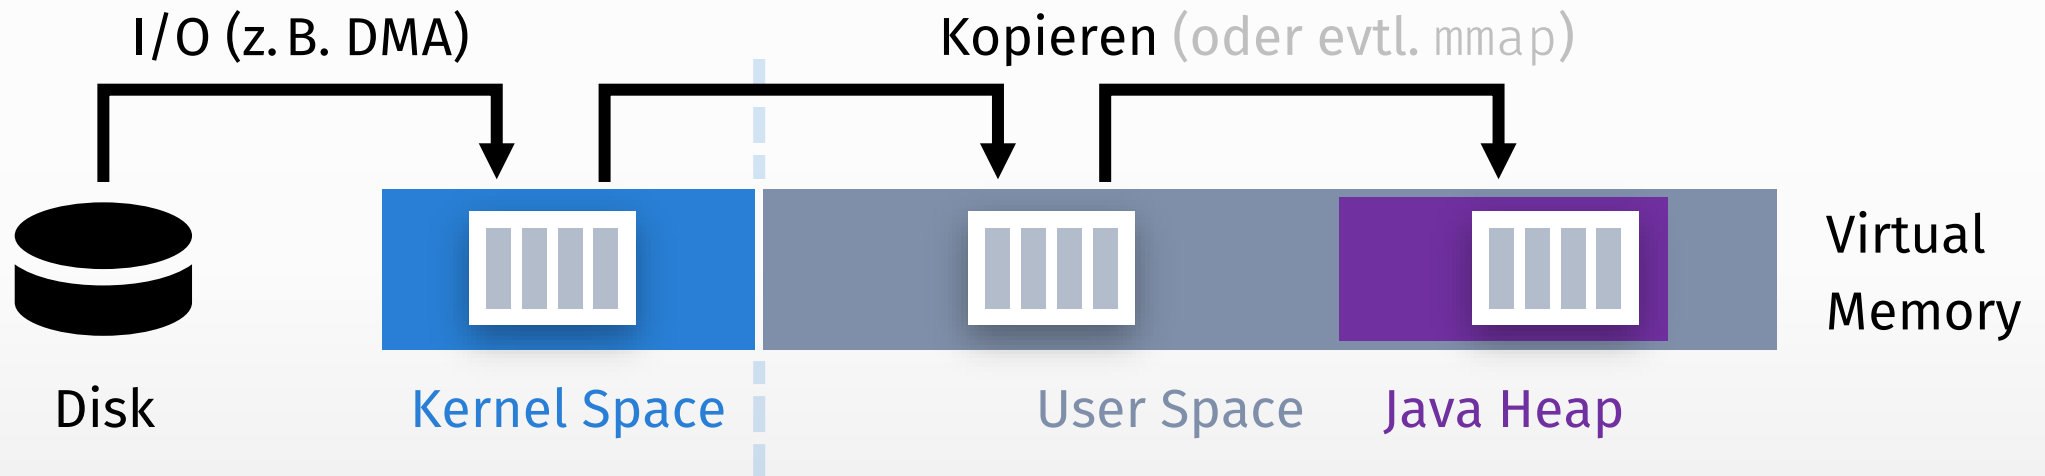 I/O (z. B. DMA)
Kopieren (oder evtl. mmap)
Virtual
Memory
Disk
Kernel Space
User Space
Java Heap